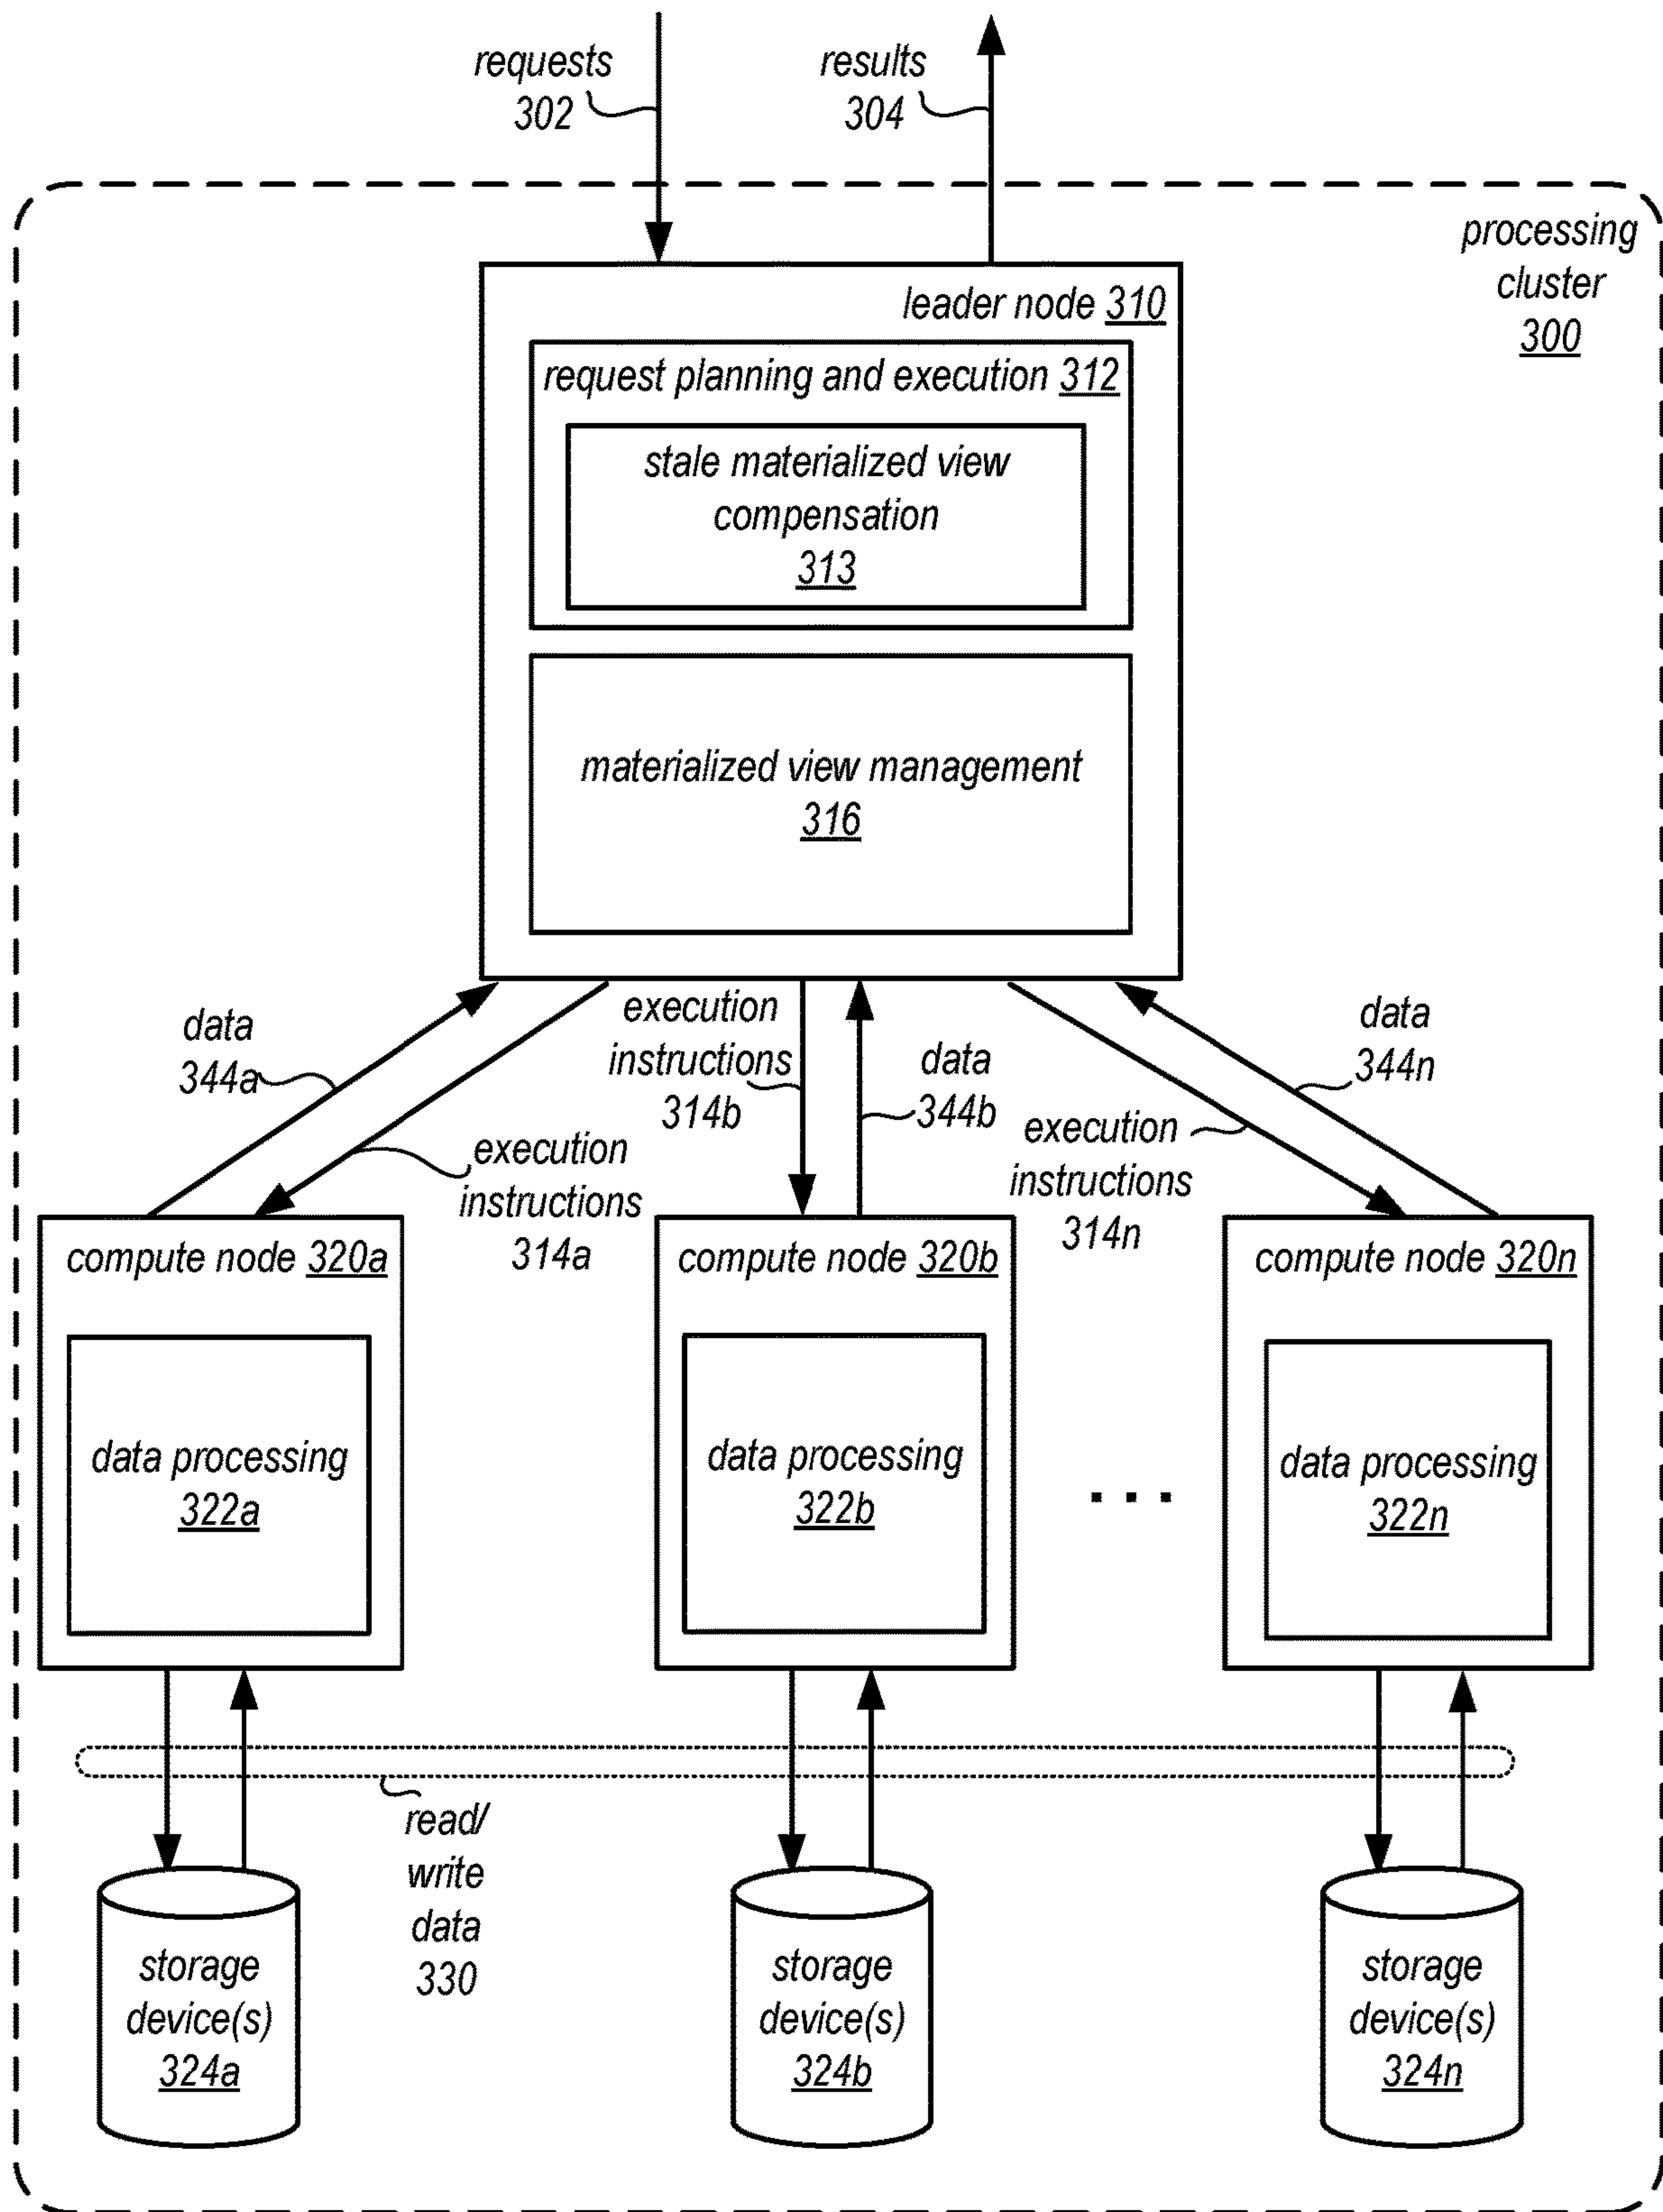 requests
302
results
304
processing
cluster
300
leader node 310
request planning and execution 312
stale materialized view
compensation
313
materialized view management
316
data
344a
execution
instructions
314a
execution
instructions
314b
data
344b
execution
instructions
314n
data
344n
compute node 320a
data processing
322a
compute node 320b
data processing
322b
. . .
compute node 320n
data processing
322n
read/
write
data
330
storage
device(s)
324a
storage
device(s)
324b
storage
device(s)
324n